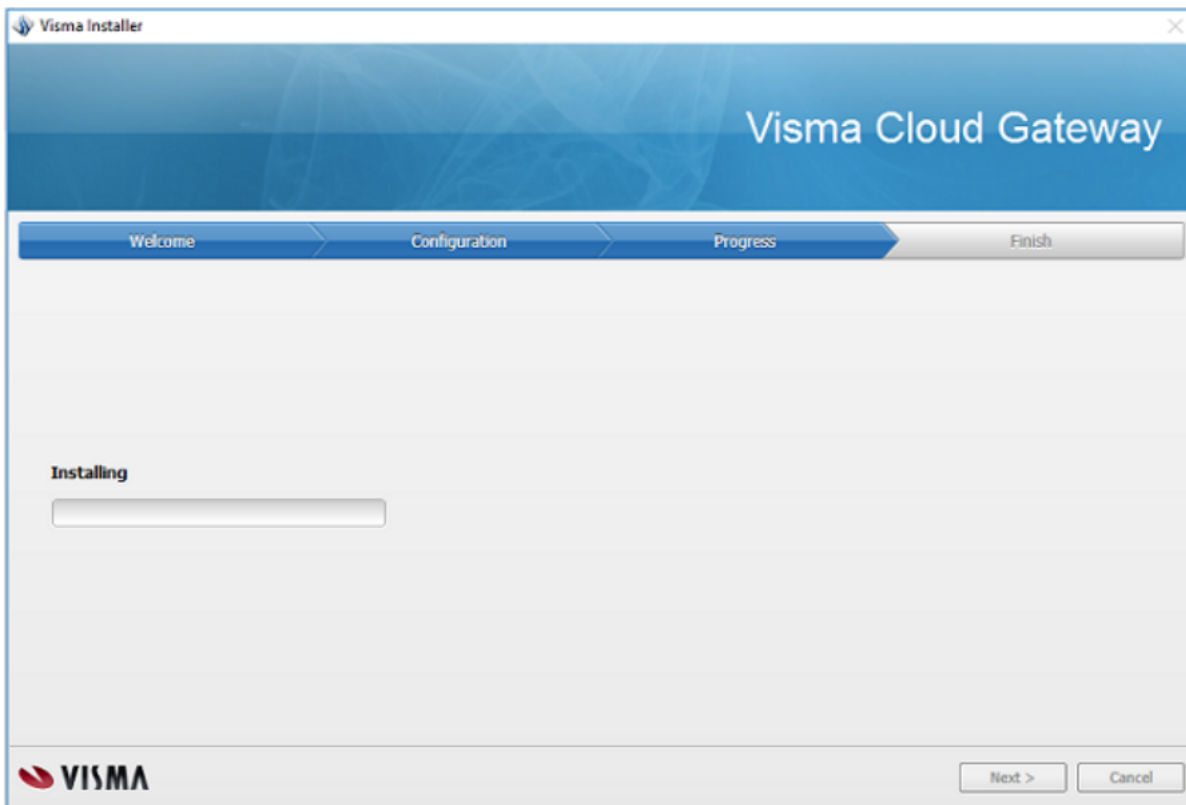 Visma Installer
Visma Cloud Gateway
Welcome Configuration Progress Finish
Installing
VISMA
Next > Cancel